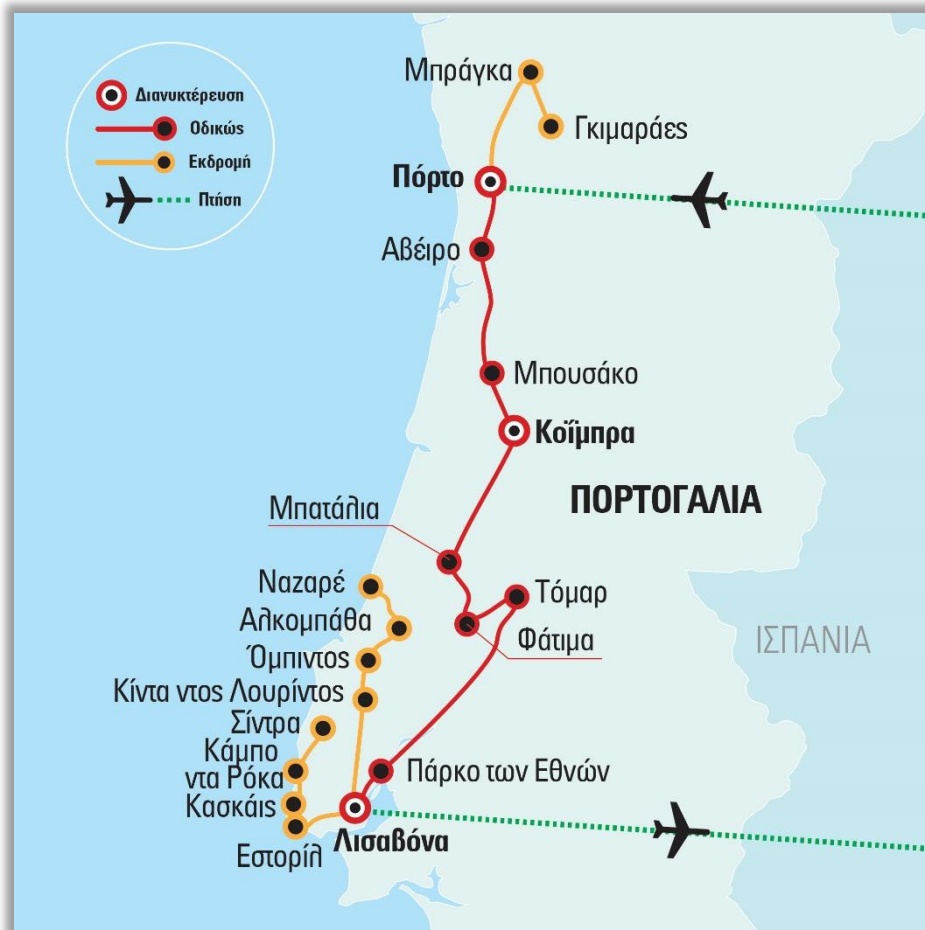 Διανυκτέρευση
Οδικώς
Εκδρομή
Πτήση
Μπράγκα
Γκιμαράες
Πόρτο
Αβέιρο
Μπουσάκο
Κοΐμπρα
ΠΟΡΤΟΓΑΛΙΑ
Μπατάλια
Ναζαρέ
Τόμαρ
Αλκομπάθα
Φάτιμα
ΙΣΠΑΝΙΑ
Όμπιντος
Κίντα ντος Λουρίντος
Σίντρα
Κάμπο
ντα Ρόκα
Πάρκο των Εθνών
Κασκάις
Λισαβόνα
Εστορίλ